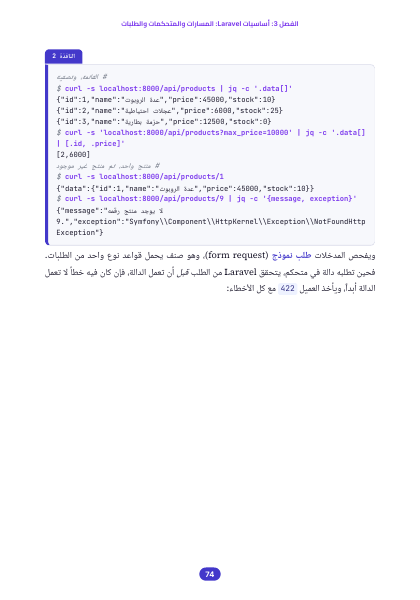 الفصل 3: أساسيات Laravel: المسارات والمتحكمات والطلبات
النافذة 2
# القائمة، وتصفيته
$ curl -s localhost:8000/api/products | jq -c '.data[]'
{"id":1,"name":"عدة الروبوت","price":45000,"stock":10}
{"id":2,"name":"عجلات احتياطية","price":6000,"stock":25}
{"id":3,"name":"حزمة بطارية","price":12500,"stock":0}
$ curl -s 'localhost:8000/api/products?max_price=10000' | jq -c '.data[]
| [.id, .price]'
[2,6000]
# منتج واحد، ثم منتج غير موجود
$ curl -s localhost:8000/api/products/1
{"data":{"id":1,"name":"عدة الروبوت","price":45000,"stock":10}}
$ curl -s localhost:8000/api/products/9 | jq -c '{message, exception}'
{"message":"لا يوجد منتج رقمه
9.","exception":"Symfony\\Component\\HttpKernel\\Exception\\NotFoundHttp
Exception"}
ويفحص المدخلات طلب نموذج (form request)، وهو صنف يحمل قواعد نوع واحد من الطلبات.
فحين تطلبه دالة في متحكم، يتحقق Laravel من الطلب قبل أن تعمل الدالة، فإن كان فيه خطأ لا تعمل
الدالة أبداً، ويأخذ العميل 422 مع كل الأخطاء:
74